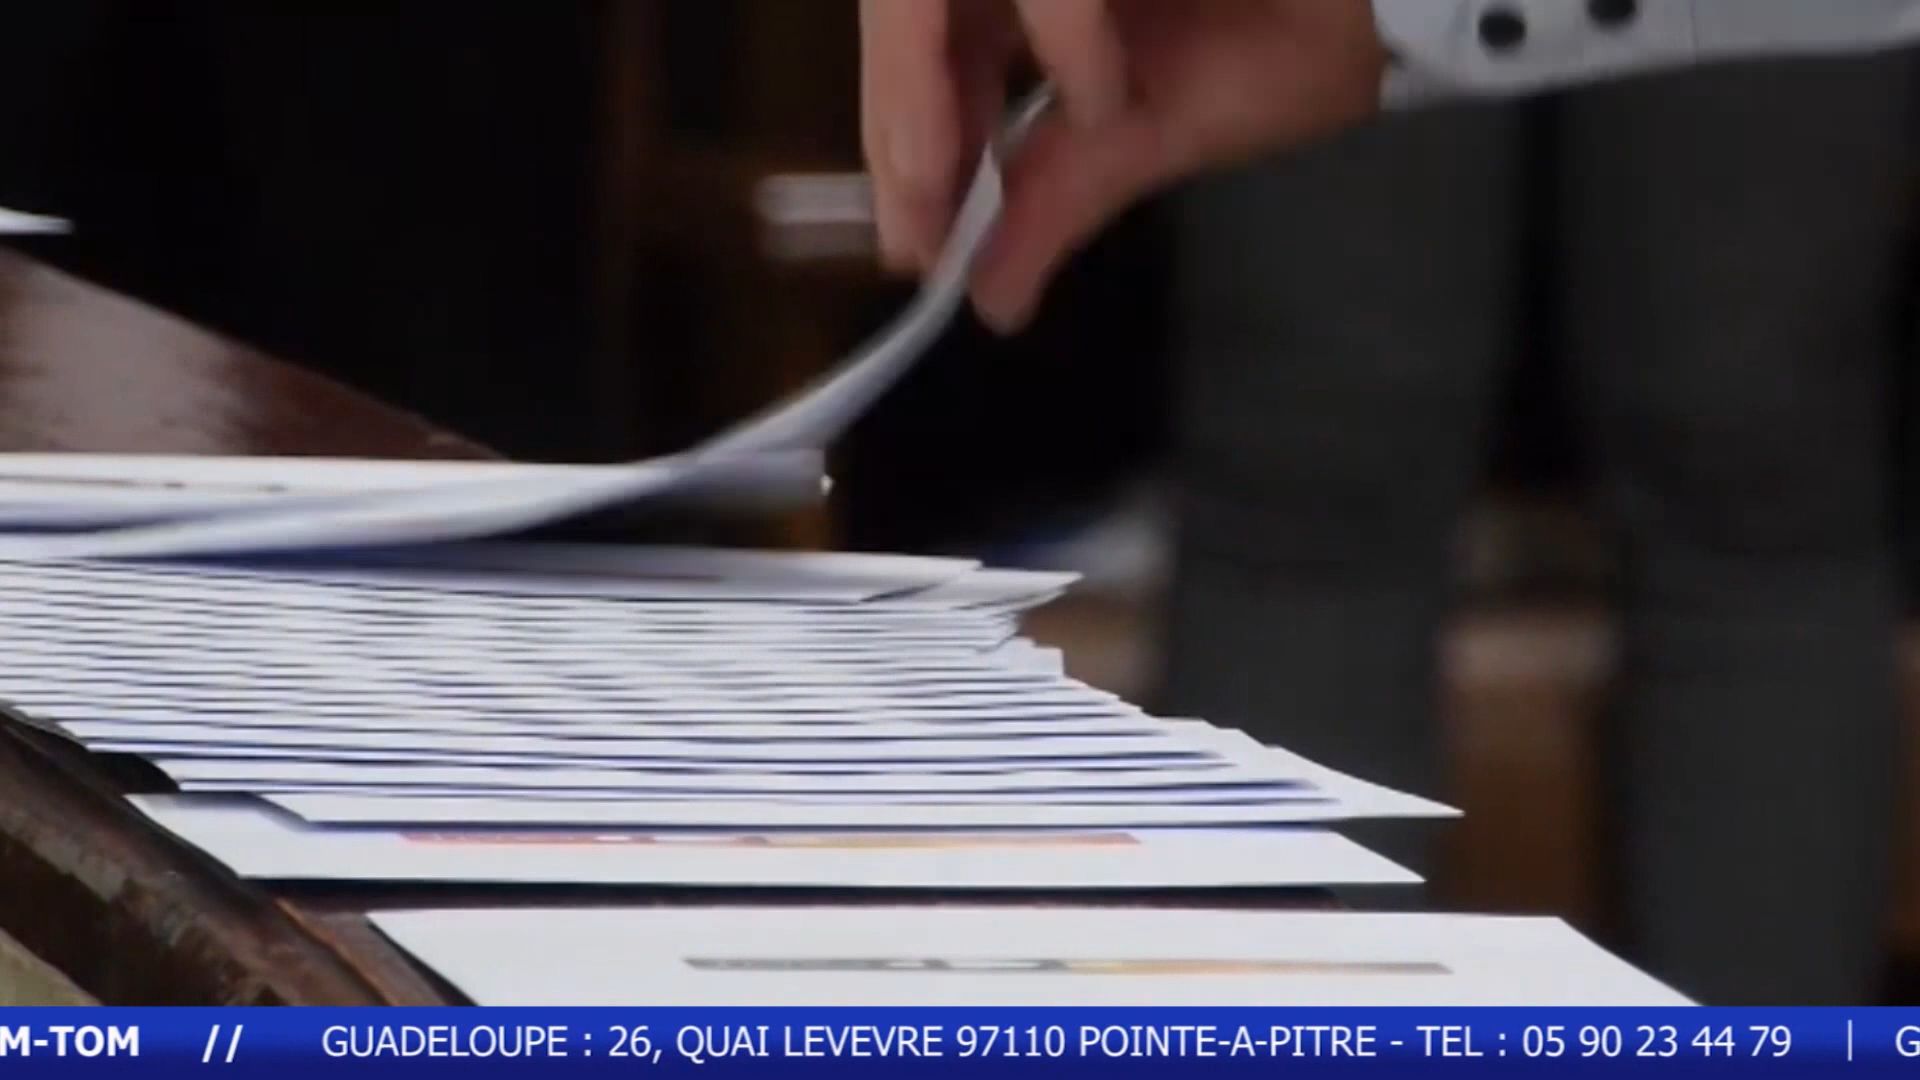 M-TOM // GUADELOUPE : 26, QUAI LEVEVRE 97110 POINTE-A-PITRE - TEL : 05 90 23 44 79 | G